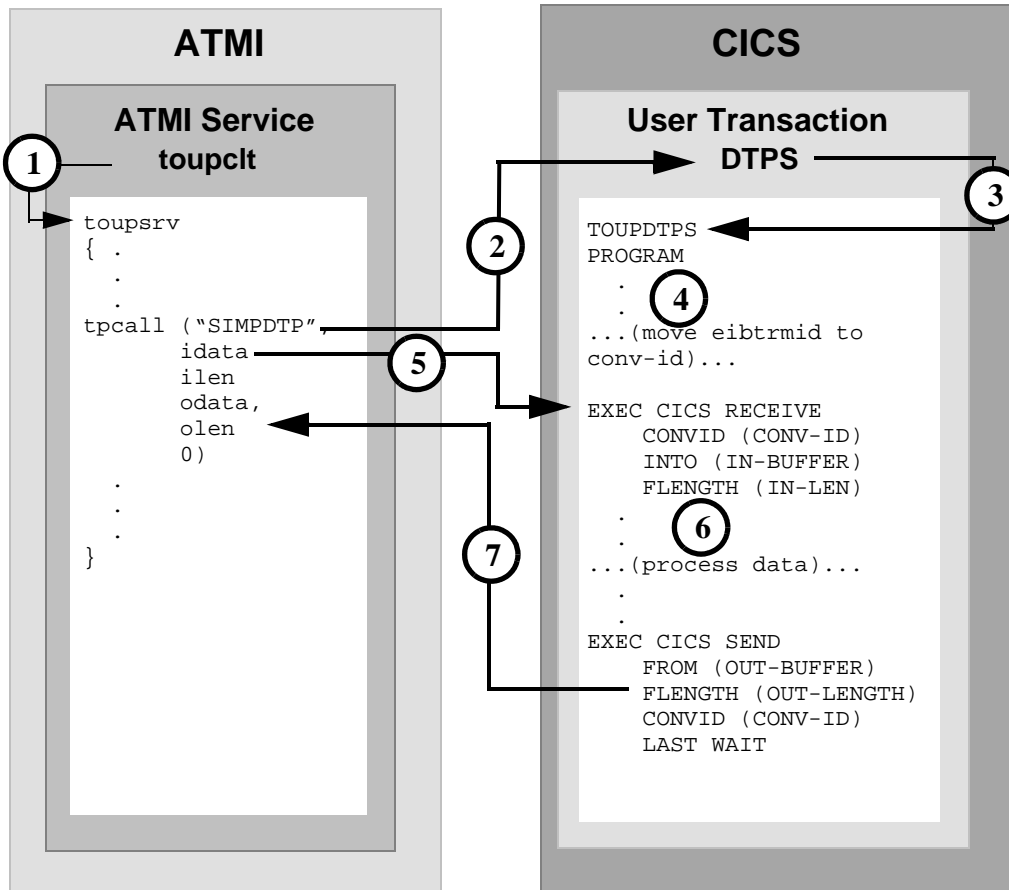 ATMI
ATMI Service
toupclt
1
toupsrv
{ .
.
.
tpcall (“SIMPDTP”,
idata
ilen
odata,
olen
0)
.
.
.
}
2
5
7
CICS
User Transaction
DTPS
3
TOUPDTPS
PROGRAM
.
.
4
...(move eibtrmid to
conv-id)...
EXEC CICS RECEIVE
CONVID (CONV-ID)
INTO (IN-BUFFER)
FLENGTH (IN-LEN)
.
.
6
...(process data)...
.
.
EXEC CICS SEND
FROM (OUT-BUFFER)
FLENGTH (OUT-LENGTH)
CONVID (CONV-ID)
LAST WAIT